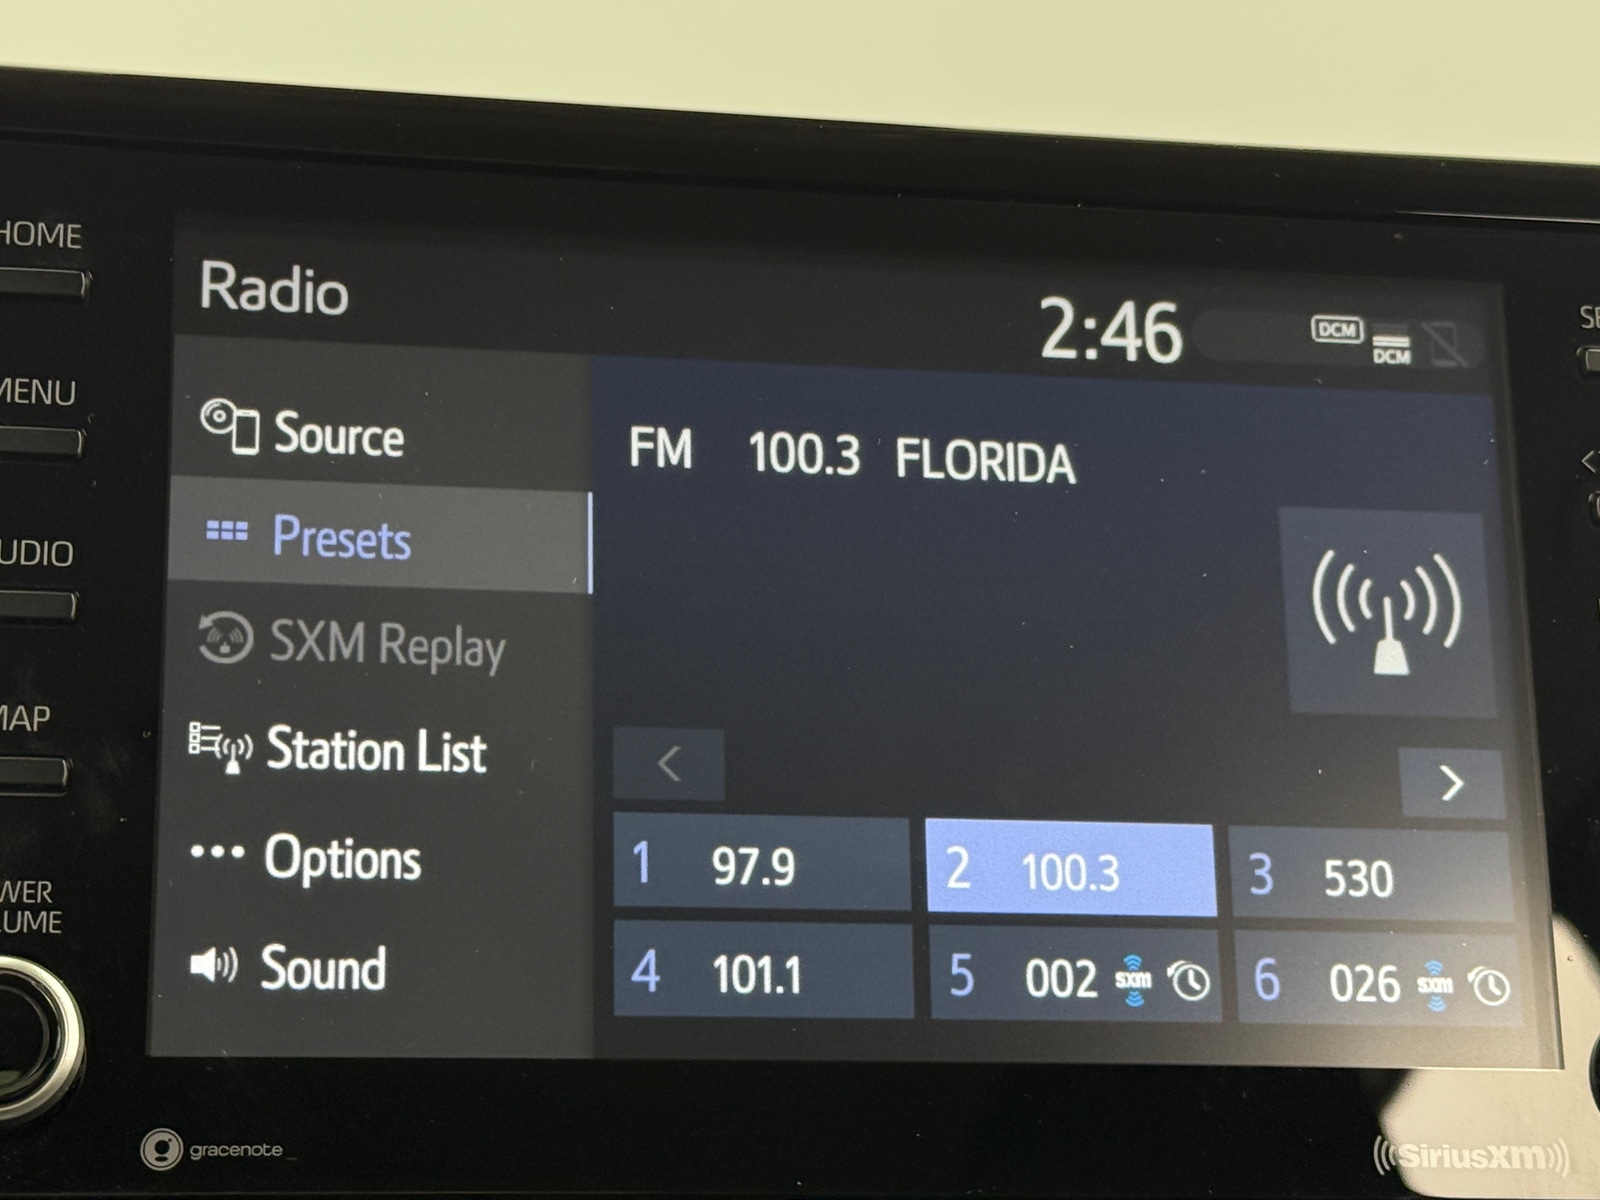 HOME
MENU
UDIO
MAP
WER
UME
Radio
2:46
DCM
DCM
Source
Presets
SXM Replay
Station List
Options
Sound
FM 100.3 FLORIDA
<
>
1 97.9
2 100.3
3 530
4 101.1
5 002 sxm
6 026 sxm
SE
<
gracenote
SiriusXm